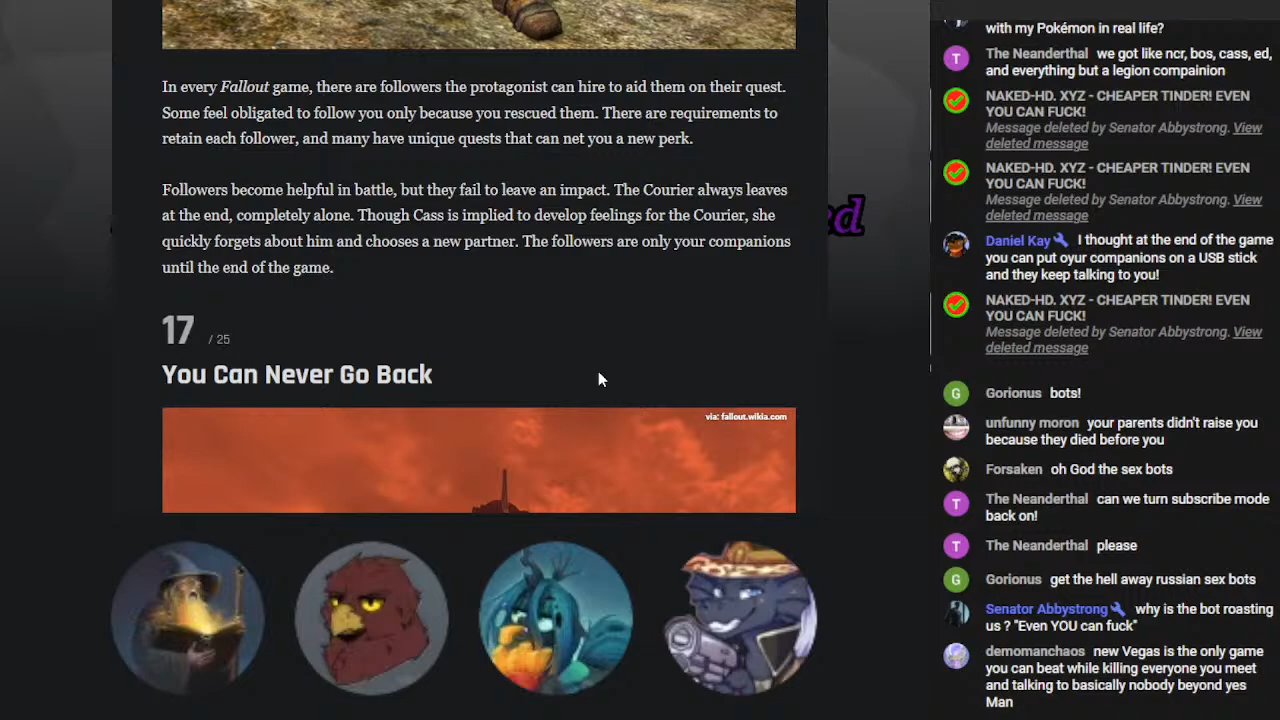 In every Fallout game, there are followers the protagonist can hire to aid them on their quest.
Some feel obligated to follow you only because you rescued them. There are requirements to
retain each follower, and many have unique quests that can net you a new perk.
Followers become helpful in battle, but they fail to leave an impact. The Courier always leaves
at the end, completely alone. Though Cass is implied to develop feelings for the Courier, she
quickly forgets about him and chooses a new partner. The followers are only your companions
until the end of the game.
ed
17 / 25
You Can Never Go Back
via: fallout.wikia.com
with my Pokémon in real life?
T The Neanderthal we got like ncr, bos, cass, ed,
and everything but a legion compainion
NAKED-HD. XYZ - CHEAPER TINDER! EVEN
YOU CAN FUCK!
Message deleted by Senator Abbystrong. View
deleted message
NAKED-HD. XYZ - CHEAPER TINDER! EVEN
YOU CAN FUCK!
Message deleted by Senator Abbystrong. View
deleted message
Daniel Kay I thought at the end of the game
you can put oyur companions on a USB stick
and they keep talking to you!
NAKED-HD. XYZ - CHEAPER TINDER! EVEN
YOU CAN FUCK!
Message deleted by Senator Abbystrong. View
deleted message
G Gorionus bots!
unfunny moron your parents didn't raise you
because they died before you
Forsaken oh God the sex bots
T The Neanderthal can we turn subscribe mode
back on!
T The Neanderthal please
G Gorionus get the hell away russian sex bots
Senator Abbystrong why is the bot roasting
us ? "Even YOU can fuck"
demomanchaos new Vegas is the only game
you can beat while killing everyone you meet
and talking to basically nobody beyond yes
Man